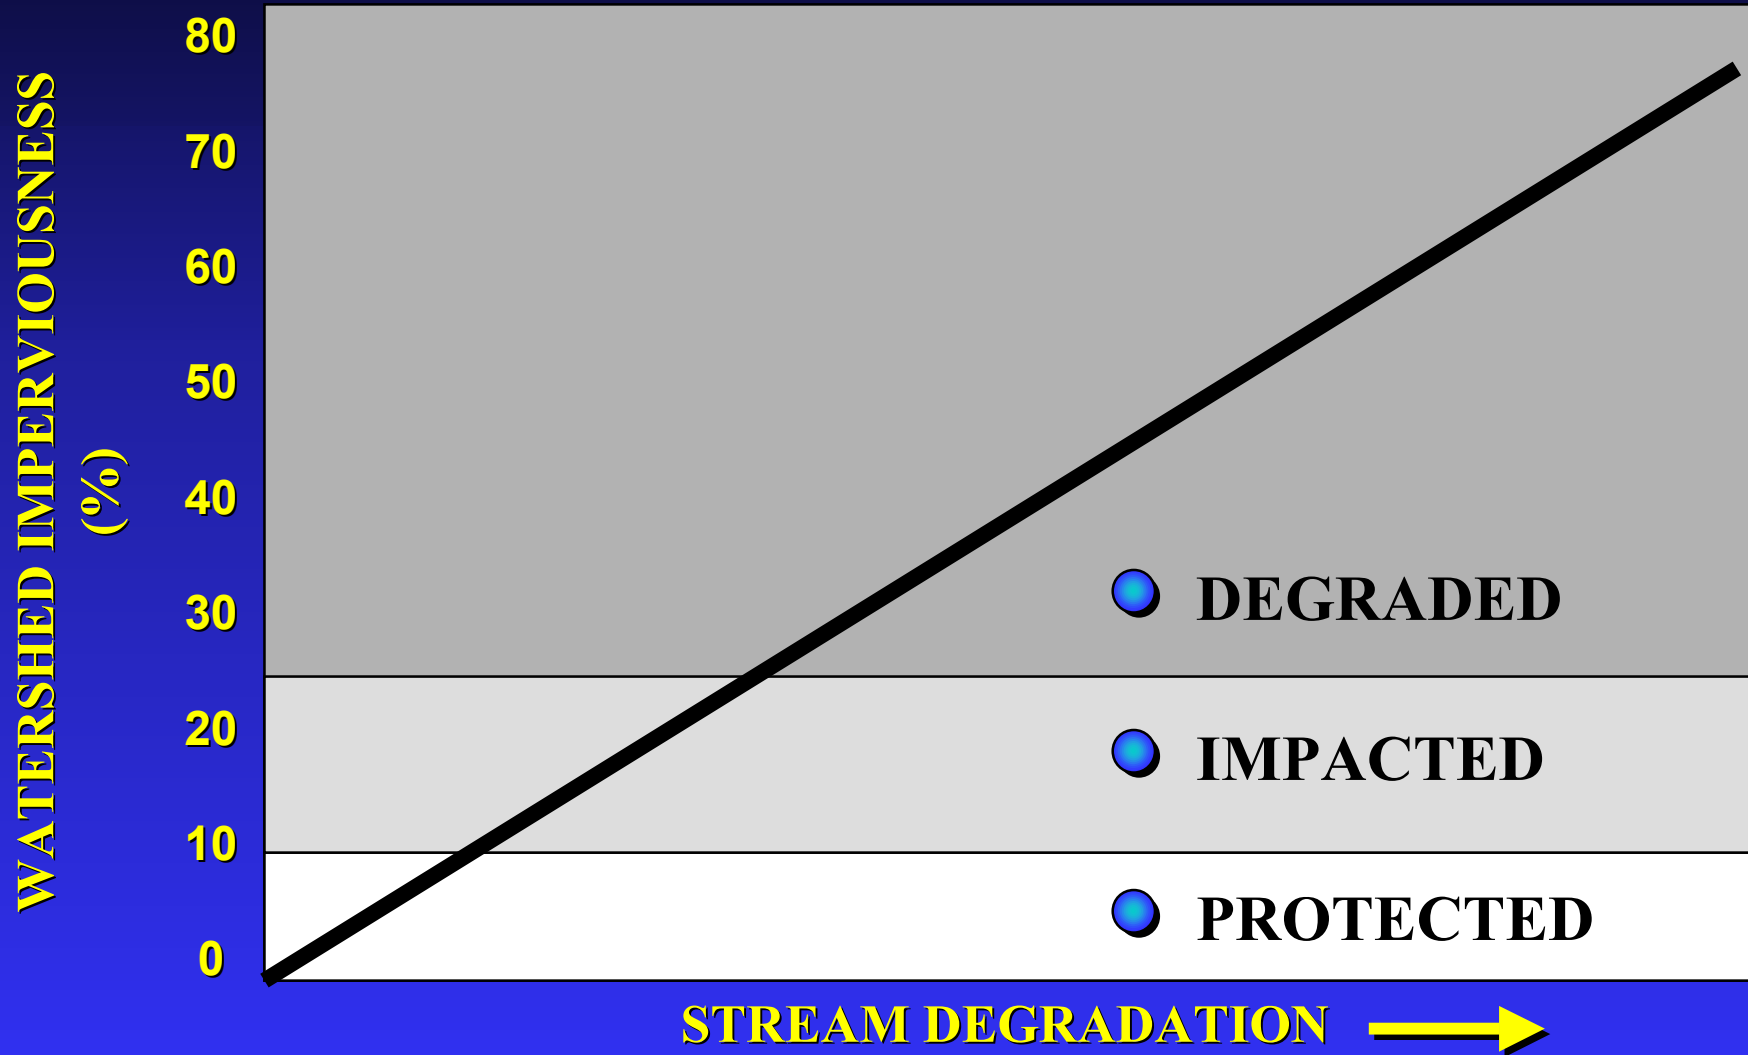 WATERSHED IMPERVIOUSNESS
(%)
80
70
60
50
40
30
20
10
0
DEGRADED
IMPACTED
PROTECTED
STREAM DEGRADATION